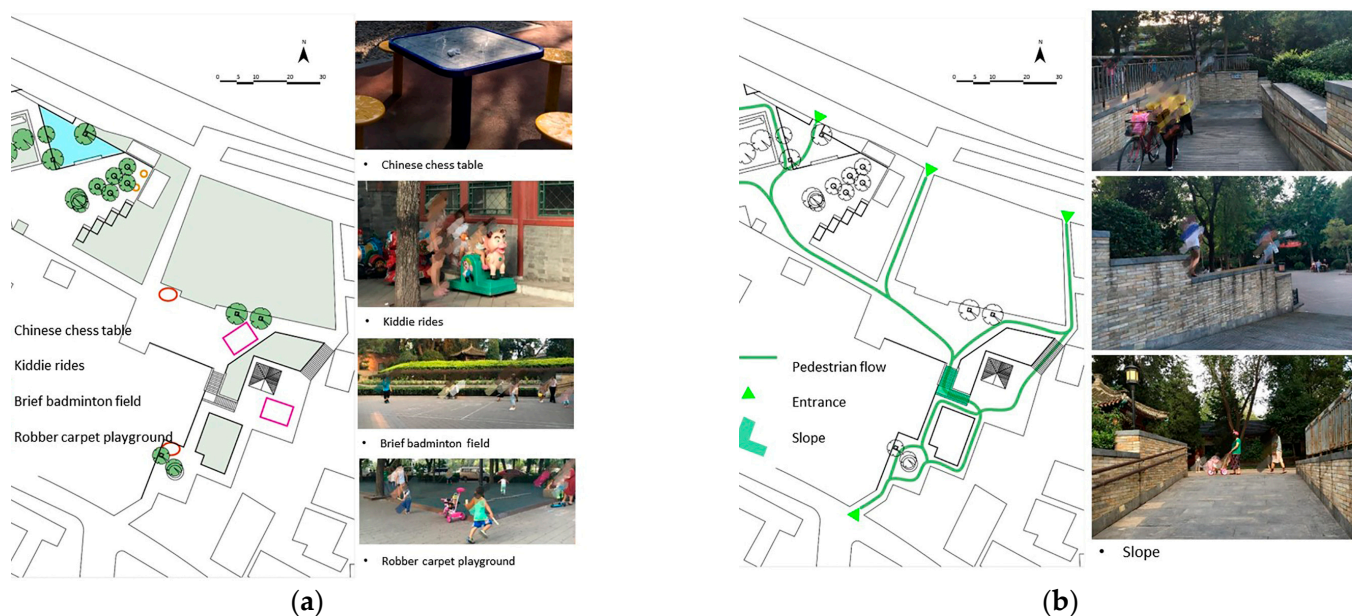 N
0 5 10 20 30
• Chinese chess table
• Kiddie rides
• Brief badminton field
• Robber carpet playground
Chinese chess table
Kiddie rides
Brief badminton field
Robber carpet playground
(a)
N
0 5 10 20 30
Pedestrian flow
Entrance
Slope
• Slope
(b)